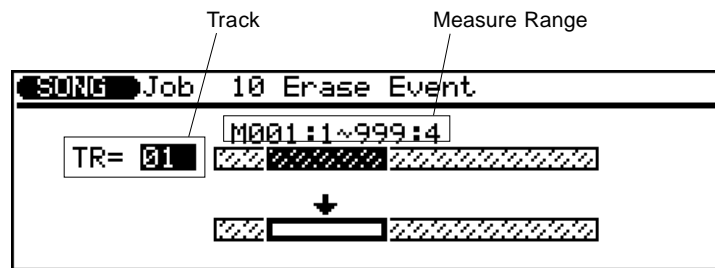 Track Measure Range
SONG Job 10 Erase Event
M001:1~999:4
TR= 01